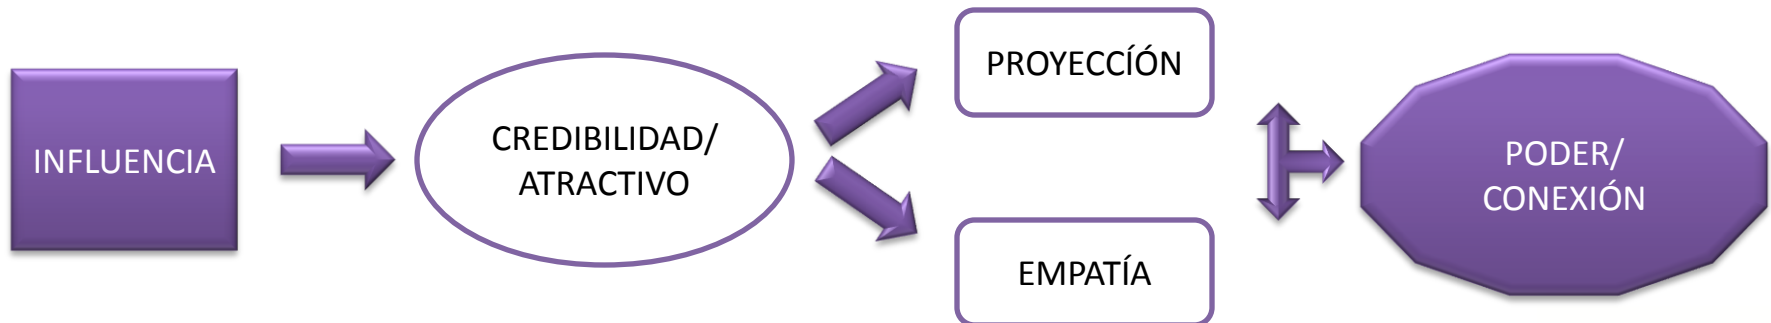 INFLUENCIA
CREDIBILIDAD/
ATRACTIVO
PROYECCÍÓN
EMPATÍA
PODER/
CONEXIÓN